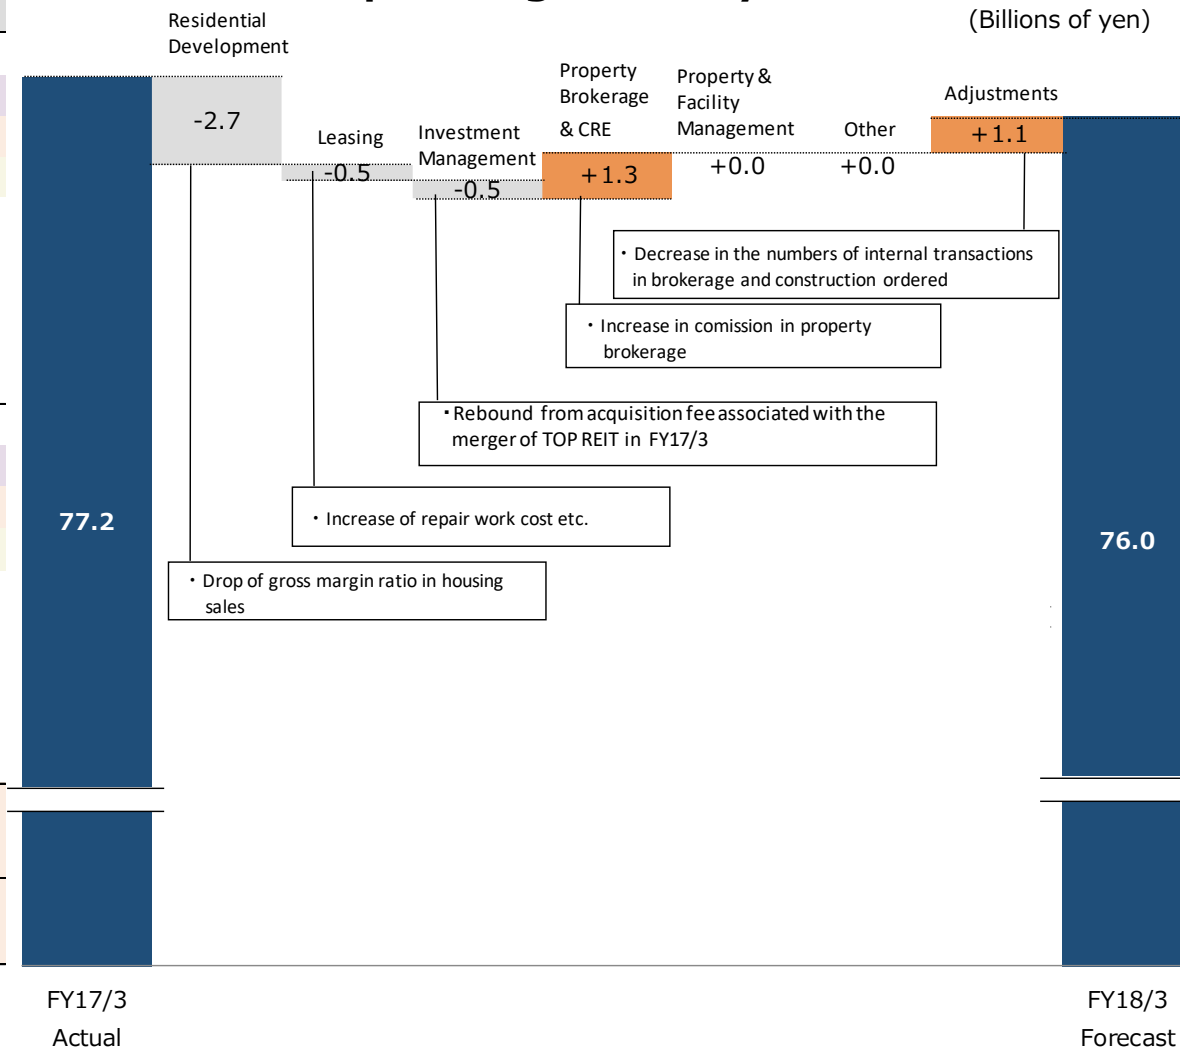 (Billions of yen)
Residential
Development
-2.7
Leasing
-0.5
Investment
Management
-0.5
Property
Brokerage
& CRE
+1.3
Property &
Facility
Management
+0.0
Other
+0.0
Adjustments
+1.1
・Decrease in the numbers of internal transactions
in brokerage and construction ordered
・Increase in comission in property
brokerage
・Rebound from acquisition fee associated with the
merger of TOP REIT in FY17/3
・Increase of repair work cost etc.
・Drop of gross margin ratio in housing
sales
77.2
76.0
FY17/3
Actual
FY18/3
Forecast